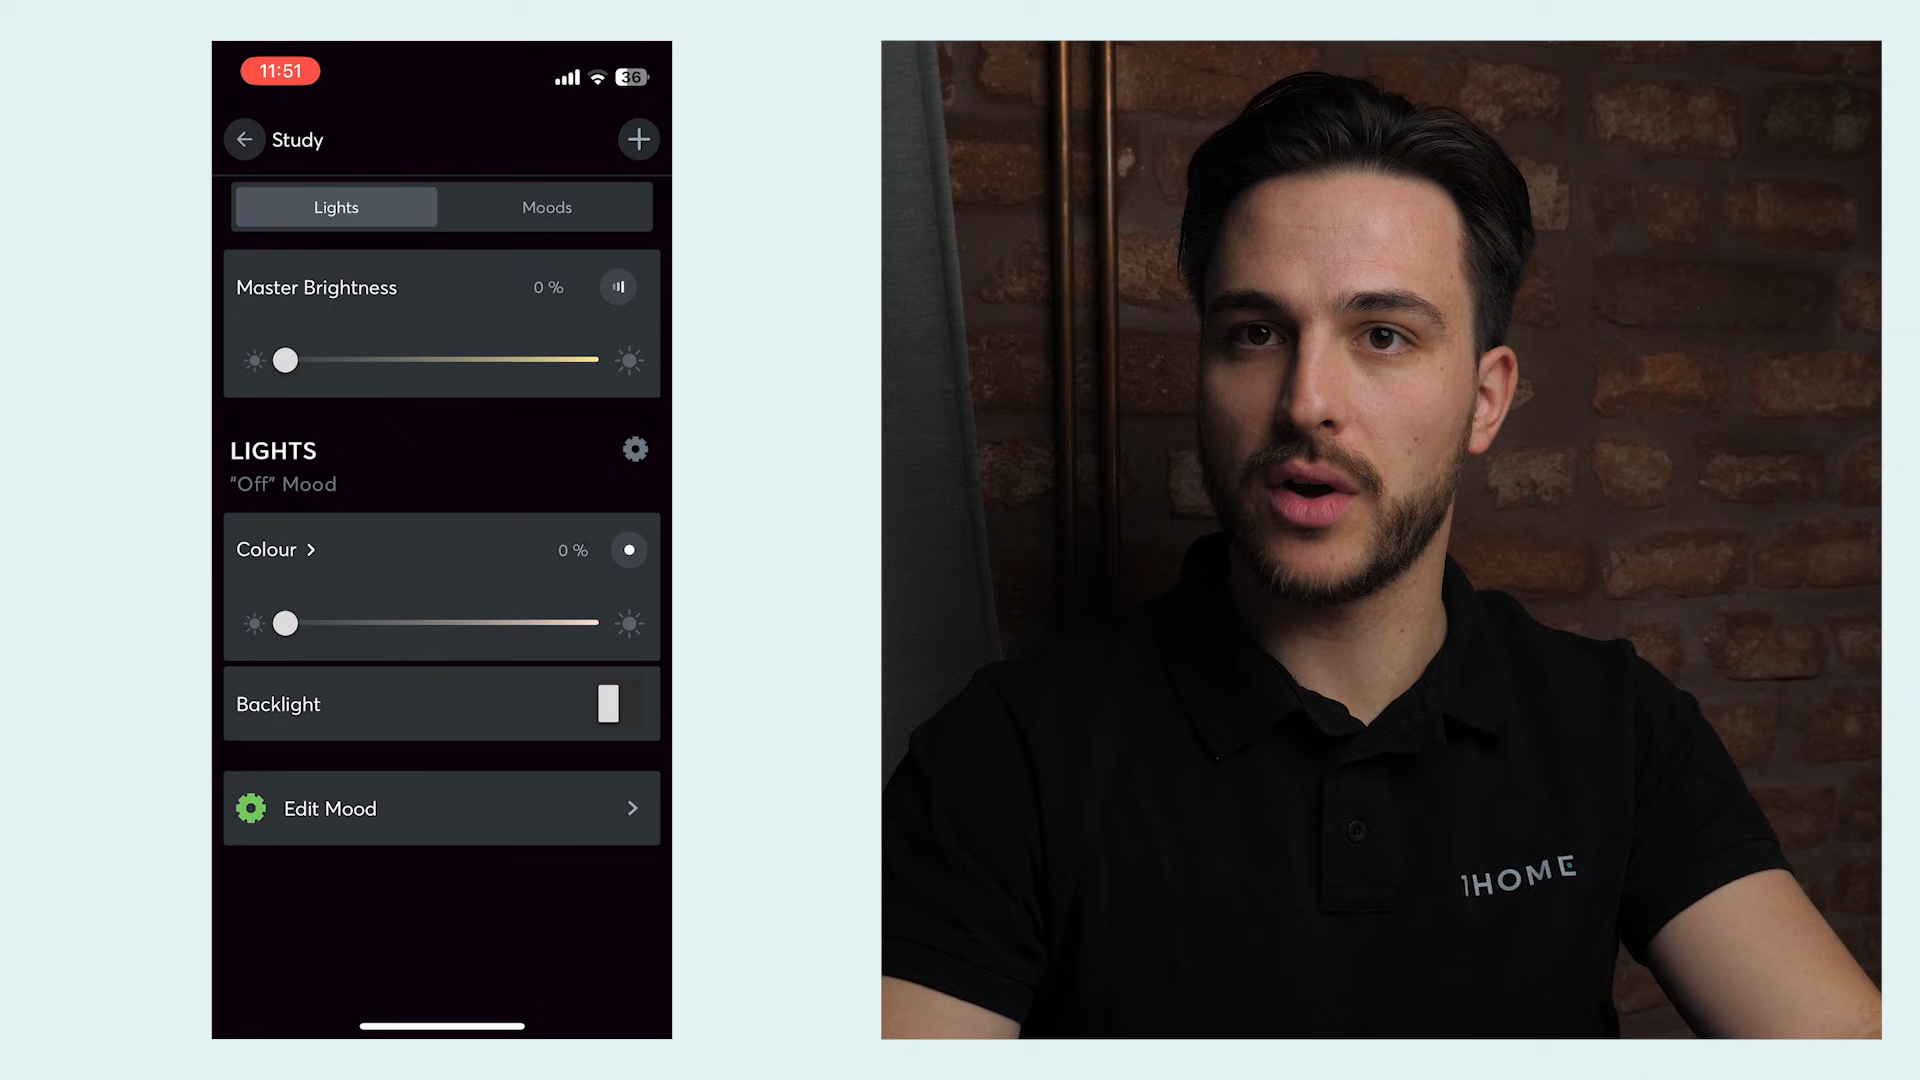 11:51
36
Study
Lights
Moods
Master Brightness
0 %
LIGHTS
"Off" Mood
Colour
0 %
Backlight
Edit Mood
1HOME